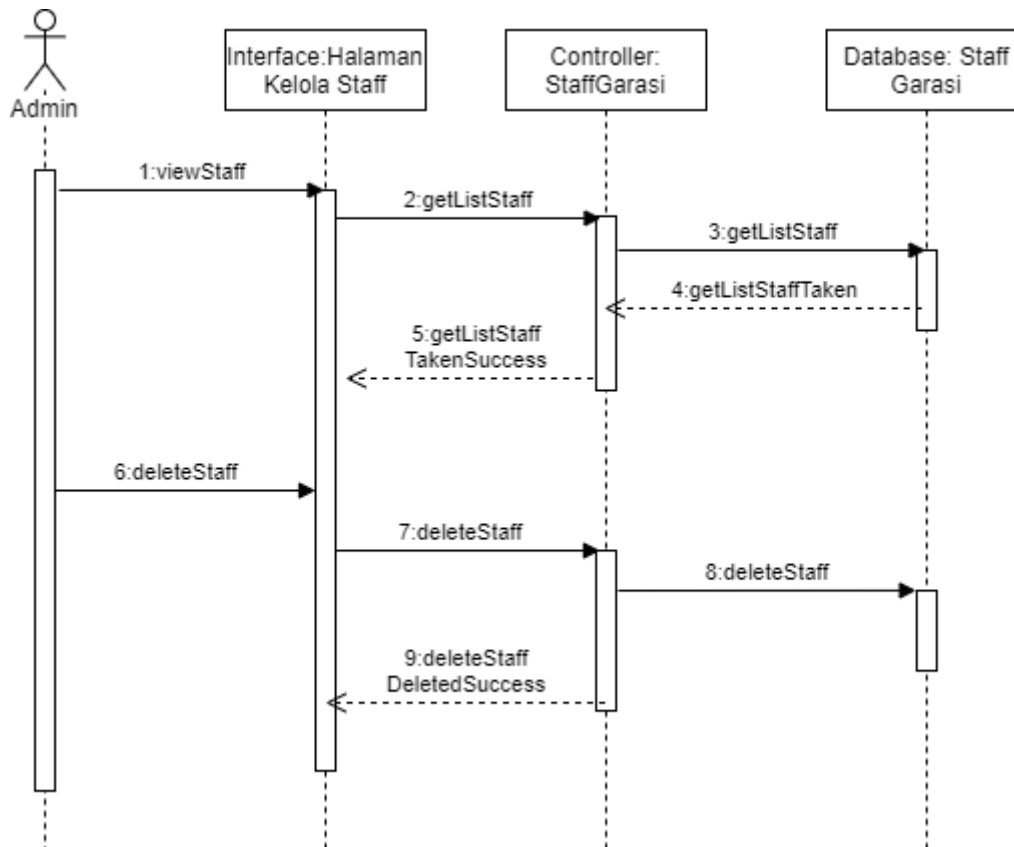 Admin
Interface:Halaman
Kelola Staff
Controller:
StaffGarasi
Database: Staff
Garasi
1:viewStaff
2:getListStaff
3:getListStaff
4:getListStaffTaken
5:getListStaff
TakenSuccess
6:deleteStaff
7:deleteStaff
8:deleteStaff
9:deleteStaff
DeletedSuccess